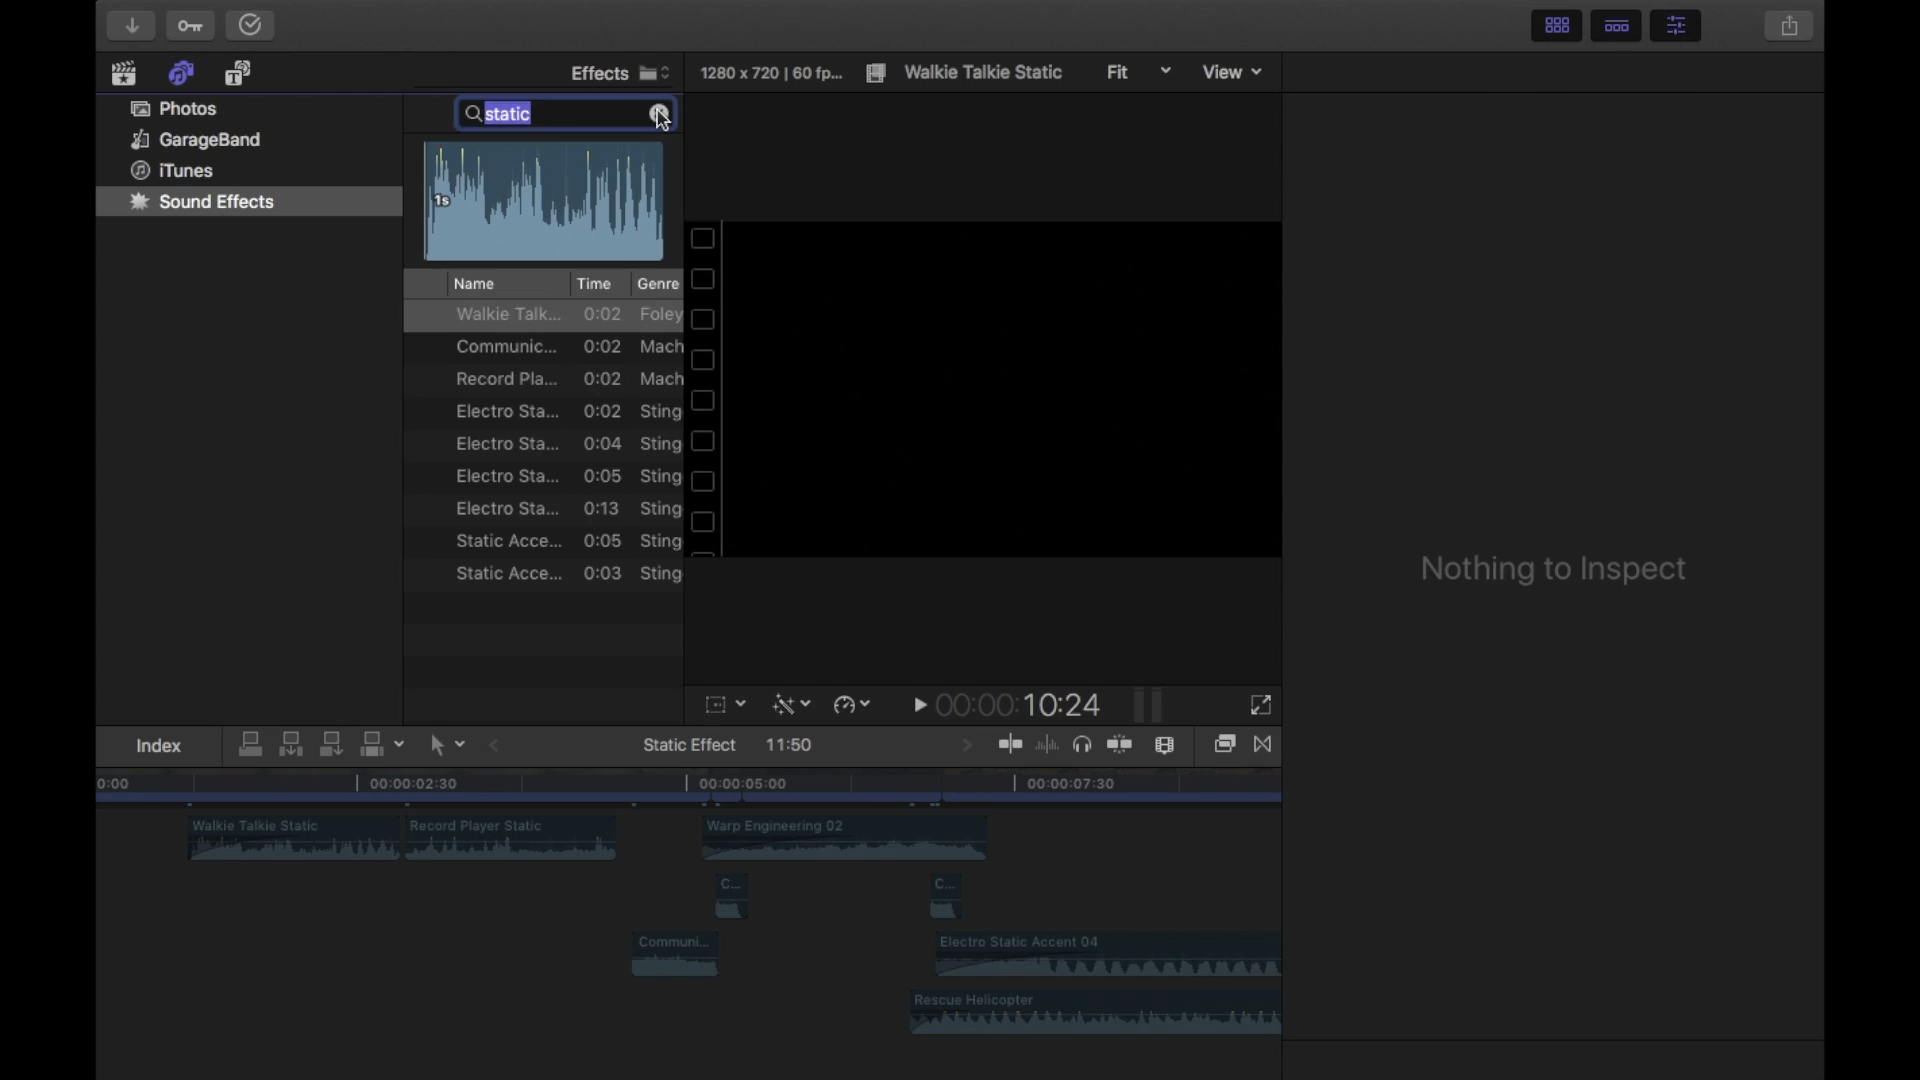 Effects
1280 x 720 | 60 fp...
Walkie Talkie Static
Fit
View
Photos
GarageBand
iTunes
Sound Effects
static
1s
Name Time Genre
Walkie Talk... 0:02 Foley
Communic... 0:02 Mach
Record Pla... 0:02 Mach
Electro Sta... 0:02 Sting
Electro Sta... 0:04 Sting
Electro Sta... 0:05 Sting
Electro Sta... 0:13 Sting
Static Acce... 0:05 Sting
Static Acce... 0:03 Sting
Nothing to Inspect
00:00:10:24
Index
Static Effect 11:50
0:00 00:00:02:30 00:00:05:00 00:00:07:30
Walkie Talkie Static
Record Player Static
Warp Engineering 02
C...
C...
Communi...
Electro Static Accent 04
Rescue Helicopter